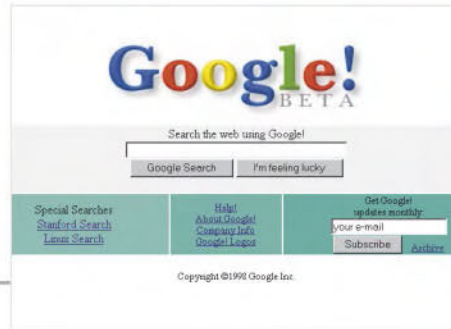 Google!
BETA
Search the web using Google!
Google Search
I'm feeling lucky
Special Searches
Stanford Search
Linux Search
Help!
About Google!
Company Info
Google! Logos
Get Google!
updates monthly:
your e-mail
Subscribe
Archive
Copyright ©1998 Google Inc.